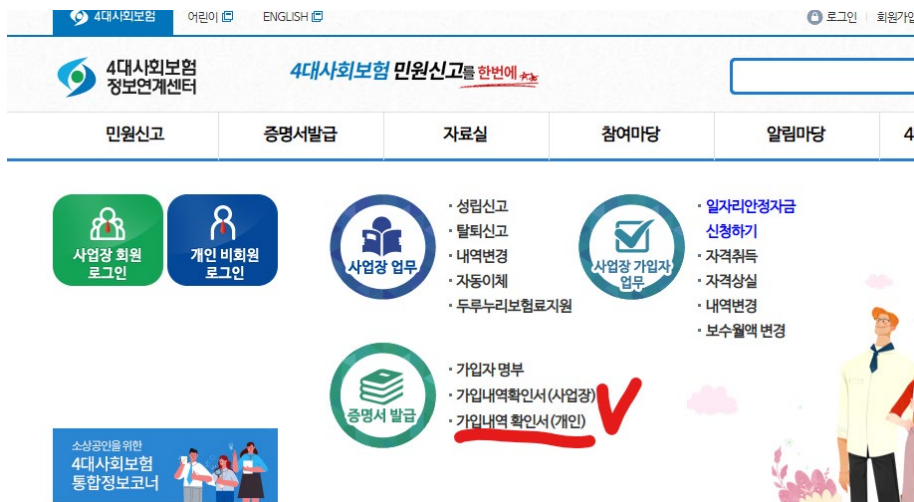 4대사회보험
어린이
ENGLISH
로그인
회원가입
4대사회보험
정보연계센터
4대사회보험 민원신고를 한번에
민원신고
증명서발급
자료실
참여마당
알림마당
4
사업장 회원
로그인
개인 비회원
로그인
사업장 업무
· 성립신고
· 탈퇴신고
· 내역변경
· 자동이체
· 두루누리보험료지원
사업장 가입자
업무
· 일자리안정자금
신청하기
· 자격취득
· 자격상실
· 내역변경
· 보수월액 변경
증명서 발급
· 가입자 명부
· 가입내역확인서(사업장)
· 가입내역 확인서(개인)
소상공인을 위한
4대사회보험
통합정보코너